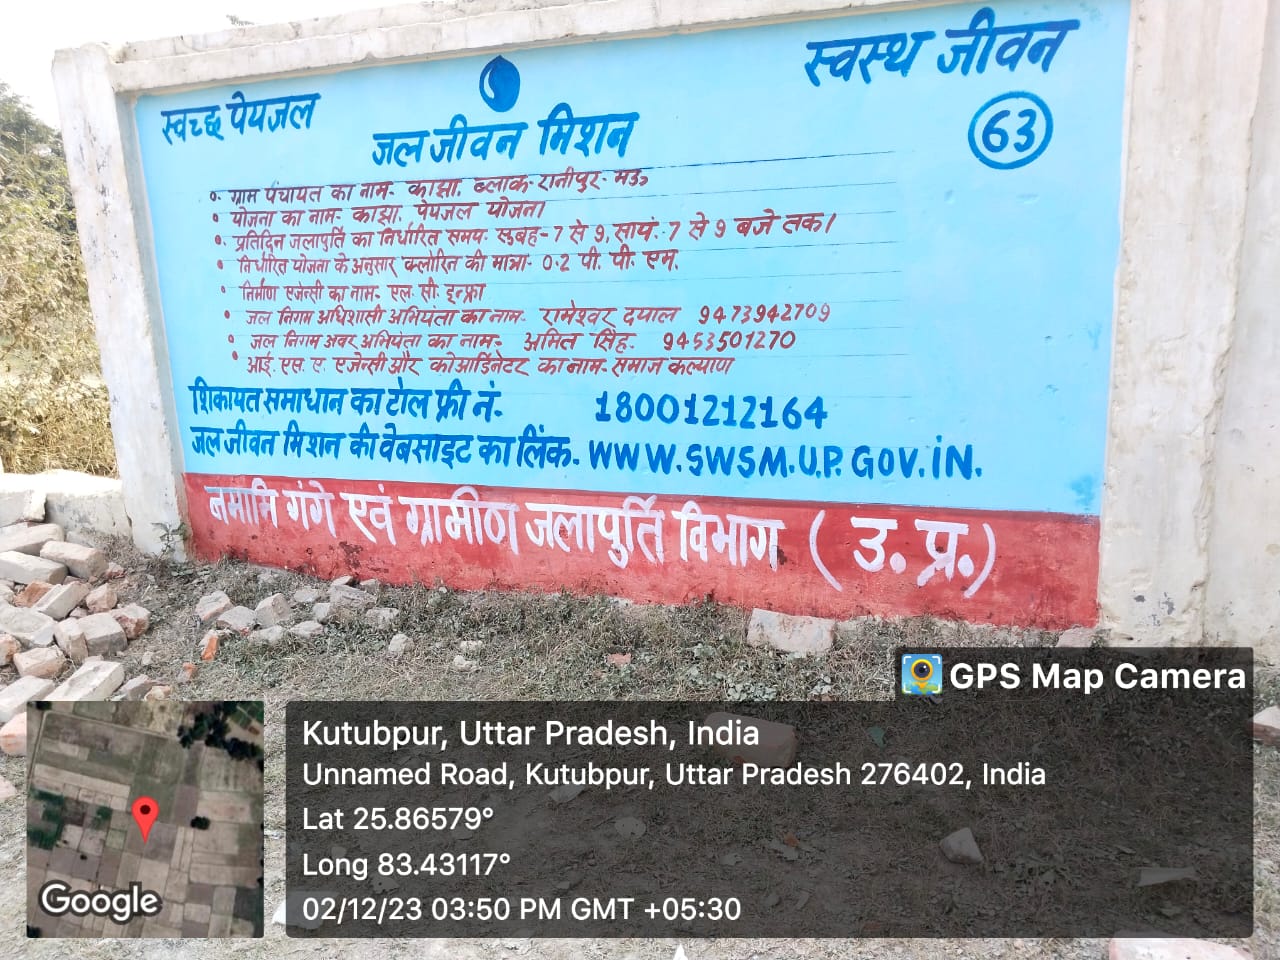 स्वच्छ पेयजल
स्वस्थ जीवन
जल जीवन मिशन
63
ग्राम पंचायत का नाम- काझा. ब्लाक- रानीपुर- मऊ
योजना का नाम- काझा. पेयजल योजना
प्रतिदिन जलापुर्ति का निर्धारित समय- सुबह- 7 से 9, सायं.- 7 से 9 बजे तक।
निर्धारित योजना के अनुसार क्लोरिन की मात्रा- 0.2 पी. पी. एम.
निर्माण एजेन्सी का नाम- एल. सी. इन्फ्रा
जल निगम अधिशासी अभियंता का नाम- रामेश्वर दयाल 9473942709
जल निगम अवर अभियंता का नाम- अमित सिंह. 9453501270
आई. एस. ए. एजेन्सी और कोआर्डिनेटर का नाम- समाज कल्याण
शिकायत समाधान का टोल फ्री नं- 18001212164
जल जीवन मिशन की वेबसाइट का लिंक. WWW.SWSM.U.P.GOV.iN.
नमामि गंगे एवं ग्रामीण जलापुर्ति विभाग (उ. प्र.)
GPS Map Camera
Kutubpur, Uttar Pradesh, India
Unnamed Road, Kutubpur, Uttar Pradesh 276402, India
Lat 25.86579°
Long 83.43117°
02/12/23 03:50 PM GMT +05:30
Google